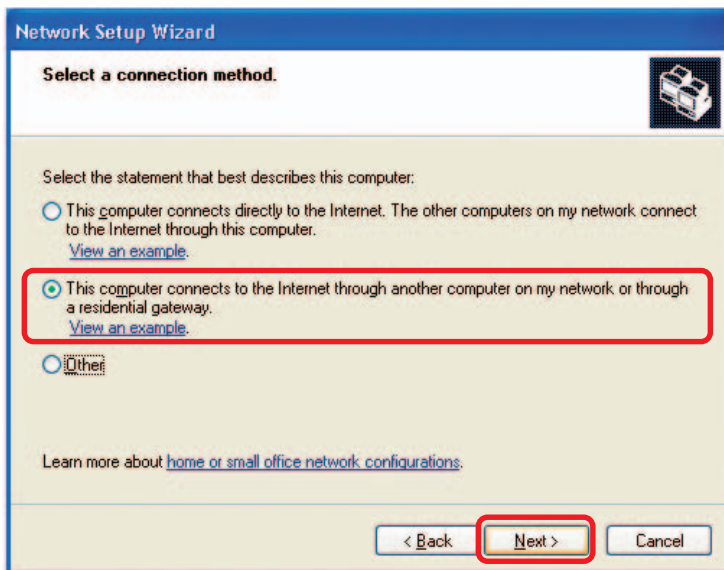 Network Setup Wizard
Select a connection method.
Select the statement that best describes this computer:
This computer connects directly to the Internet. The other computers on my network connect
to the Internet through this computer.
View an example.
This computer connects to the Internet through another computer on my network or through
a residential gateway.
View an example.
Other
Learn more about home or small office network configurations.
< Back Next > Cancel